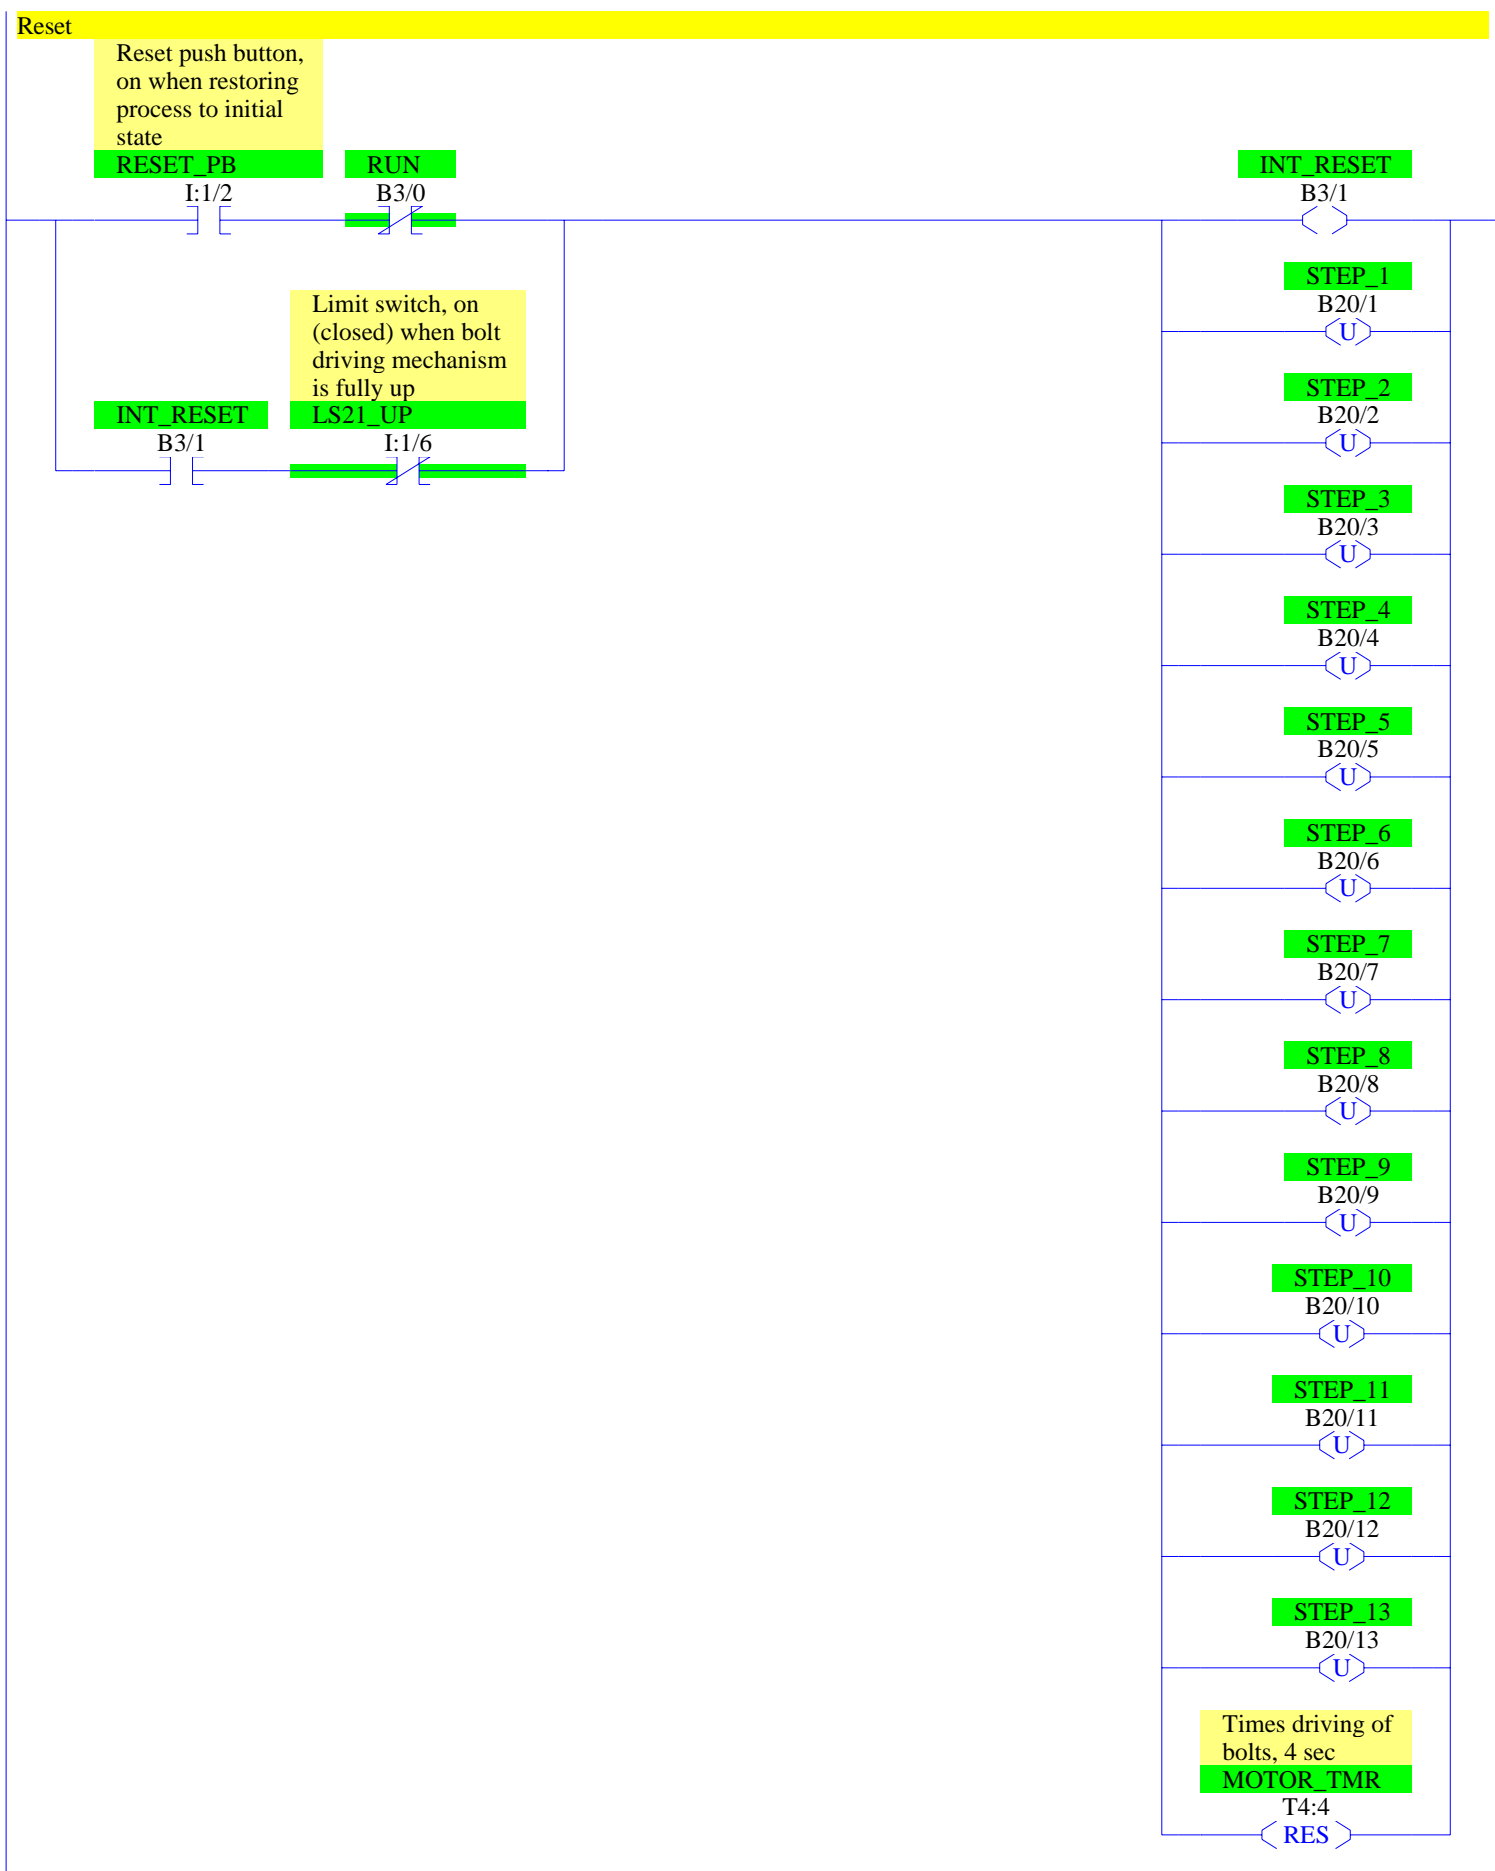 Reset
Reset push button,
on when restoring
process to initial
state
RESET_PB
I:1/2
RUN
B3/0
INT_RESET
B3/1
STEP_1
B20/1
U
Limit switch, on
(closed) when bolt
driving mechanism
is fully up
INT_RESET
B3/1
LS21_UP
I:1/6
STEP_2
B20/2
U
STEP_3
B20/3
U
STEP_4
B20/4
U
STEP_5
B20/5
U
STEP_6
B20/6
U
STEP_7
B20/7
U
STEP_8
B20/8
U
STEP_9
B20/9
U
STEP_10
B20/10
U
STEP_11
B20/11
U
STEP_12
B20/12
U
STEP_13
B20/13
U
Times driving of
bolts, 4 sec
MOTOR_TMR
T4:4
RES